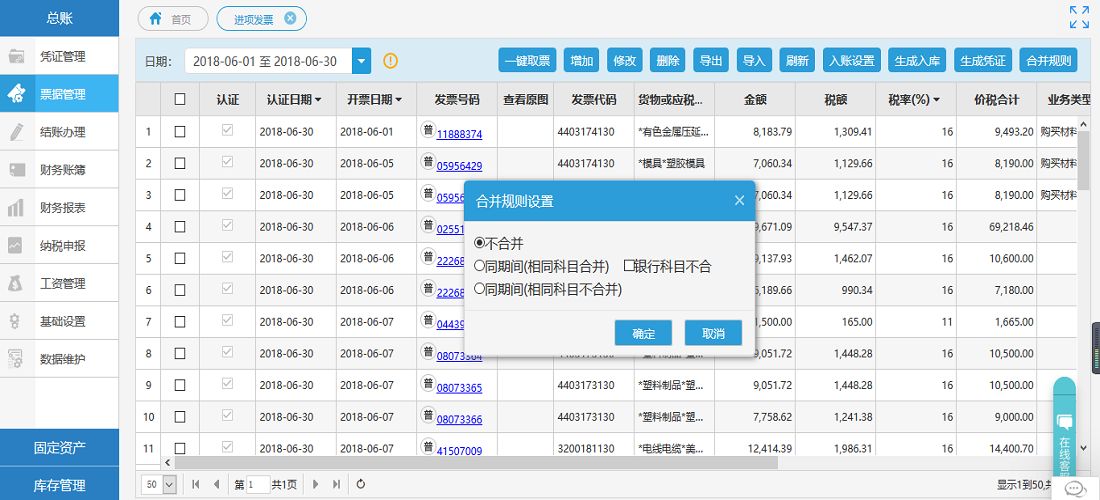 总账
凭证管理
票据管理
结账办理
财务账簿
财务报表
纳税申报
工资管理
基础设置
数据维护
固定资产
库存管理
首页 进项发票
日期: 2018-06-01 至 2018-06-30 一键取票 增加 修改 删除 导出 导入 刷新 入账设置 生成入库 生成凭证 合并规则
认证 认证日期 开票日期 发票号码 查看原图 发票代码 货物或应税... 金额 税额 税率(%) 价税合计 业务类型
1 2018-06-30 2018-06-01 普 11888374 4403174130 *有色金属压延... 8,183.79 1,309.41 16 9,493.20 购买材料
2 2018-06-30 2018-06-05 普 05956429 4403174130 *模具*塑胶模具 7,060.34 1,129.66 16 8,190.00 购买材料
3 2018-06-30 2018-06-05 普 0595 7,060.34 1,129.66 16 8,190.00 购买材料
4 2018-06-30 2018-06-06 普 0255 9,671.09 9,547.37 16 69,218.46
5 2018-06-30 2018-06-06 普 2226 9,137.93 1,462.07 16 10,600.00
6 2018-06-30 2018-06-06 普 2226 6,189.66 990.34 16 7,180.00
7 2018-06-30 2018-06-07 普 0443 1,500.00 165.00 11 1,665.00
8 2018-06-30 2018-06-07 普 08073364 9,051.72 1,448.28 16 10,500.00
9 2018-06-30 2018-06-07 普 08073365 4403173130 *塑料制品*塑... 9,051.72 1,448.28 16 10,500.00
10 2018-06-30 2018-06-07 普 08073366 4403173130 *塑料制品*塑... 7,758.62 1,241.38 16 9,000.00
11 2018-06-30 2018-06-07 普 41507009 3200181130 *电线电缆*美... 12,414.39 1,986.31 16 14,400.70
合并规则设置
不合并
同期间(相同科目合并) 银行科目不合
同期间(相同科目不合并)
确定 取消
50 第 1 共1页 显示1到50,共
在线客服